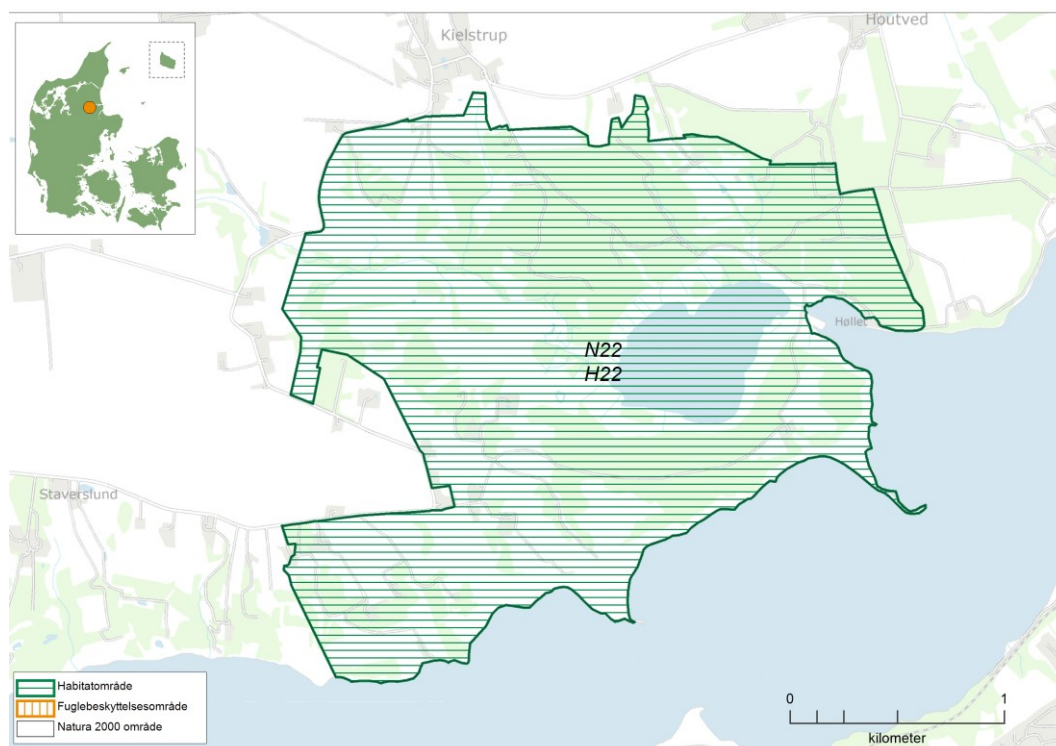 Kielstrup
Houtved
Høllet
N22
H22
Staverslund
Habitatområde
Fuglebeskyttelsesområde
Natura 2000 område
0
1
kilometer